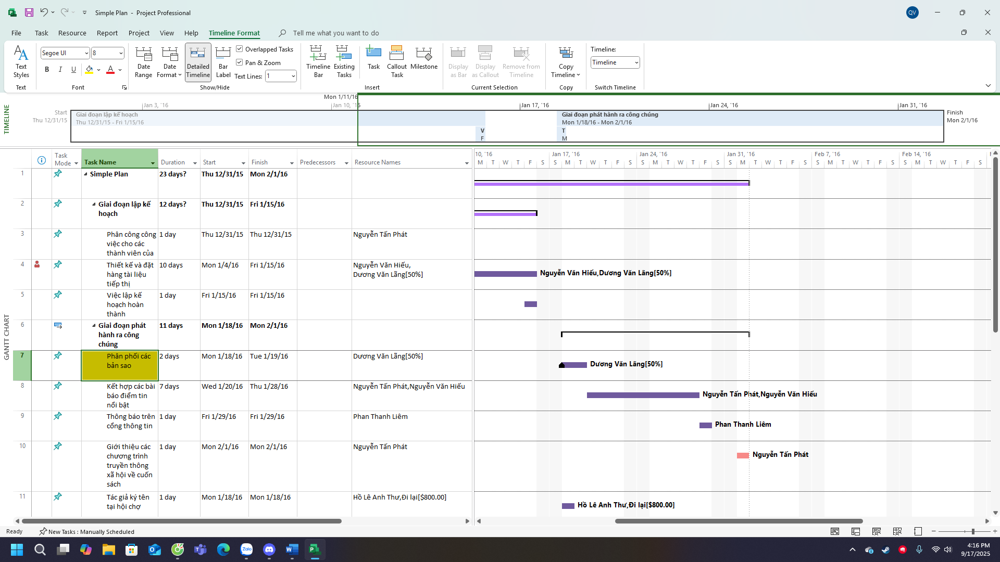 Simple Plan - Project Professional
QV
File Task Resource Report Project View Help Timeline Format Tell me what you want to do
Text Styles
Text
Segoe UI 8
B I U A
Font
Date Range
Date Format
Detailed Timeline
Bar Label
Overlapped Tasks
Pan & Zoom
Text Lines: 1
Show/Hide
Timeline Bar
Existing Tasks
Task
Callout Task
Milestone
Insert
Display as Bar
Display as Callout
Remove from Timeline
Current Selection
Copy Timeline
Copy
Timeline:
Timeline
Switch Timeline
TIMELINE
Mon 1/11/16
Jan 3, '16 Jan 10, '16 Jan 17, '16 Jan 24, '16 Jan 31, '16
Start
Thu 12/31/15
Giai đoạn lập kế hoạch
Thu 12/31/15 - Fri 1/15/16
Giai đoạn phát hành ra công chúng
Mon 1/18/16 - Mon 2/1/16
V
F
T
M
Finish
Mon 2/1/16
GANTT CHART
Task Mode Task Name Duration Start Finish Predecessors Resource Names
10, '16 Jan 17, '16 Jan 24, '16 Jan 31, '16 Feb 7, '16 Feb 14, '16
M T W T F S S M T W T F S S M T W T F S S M T W T F S S M T W T F S S M T W T F S
1 Simple Plan 23 days? Thu 12/31/15 Mon 2/1/16
2 Giai đoạn lập kế 12 days? Thu 12/31/15 Fri 1/15/16
hoạch
3 Phân công công 1 day Thu 12/31/15 Thu 12/31/15 Nguyễn Tấn Phát
việc cho các
thành viên của
4 Thiết kế và đặt 10 days Mon 1/4/16 Fri 1/15/16 Nguyễn Văn Hiếu,
hàng tài liệu Dương Văn Lãng[50%]
tiếp thị
Nguyễn Văn Hiếu,Dương Văn Lãng[50%]
5 Việc lập kế 1 day Fri 1/15/16 Fri 1/15/16
hoạch hoàn
thành
6 Giai đoạn phát 11 days Mon 1/18/16 Mon 2/1/16
hành ra công
chúng
7 Phân phối các 2 days Mon 1/18/16 Tue 1/19/16 Dương Văn Lãng[50%]
bản sao
Dương Văn Lãng[50%]
8 Kết hợp các bài 7 days Wed 1/20/16 Thu 1/28/16 Nguyễn Tấn Phát,Nguyễn Văn Hiếu
báo điểm tin
nổi bật
Nguyễn Tấn Phát,Nguyễn Văn Hiếu
9 Thông báo trên 1 day Fri 1/29/16 Fri 1/29/16 Phan Thanh Liêm
cổng thông tin
Phan Thanh Liêm
10 Giới thiệu các 1 day Mon 2/1/16 Mon 2/1/16 Nguyễn Tấn Phát
chương trình
truyền thông
xã hội về cuốn
sách
Nguyễn Tấn Phát
11 Tác giả ký tên 1 day Mon 1/18/16 Mon 1/18/16 Hồ Lê Anh Thư,Đi lại[$800.00]
tại hội chợ
Hồ Lê Anh Thư,Đi lại[$800.00]
Ready New Tasks : Manually Scheduled
Zalo
4:16 PM
9/17/2025